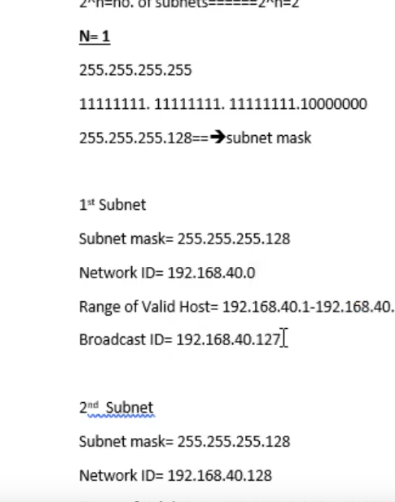 2^n=no. of subnets======2^n=2
N= 1
255.255.255.255
11111111. 11111111. 11111111.10000000
255.255.255.128==➔subnet mask
1st Subnet
Subnet mask= 255.255.255.128
Network ID= 192.168.40.0
Range of Valid Host= 192.168.40.1-192.168.40.
Broadcast ID= 192.168.40.127
2nd Subnet
Subnet mask= 255.255.255.128
Network ID= 192.168.40.128